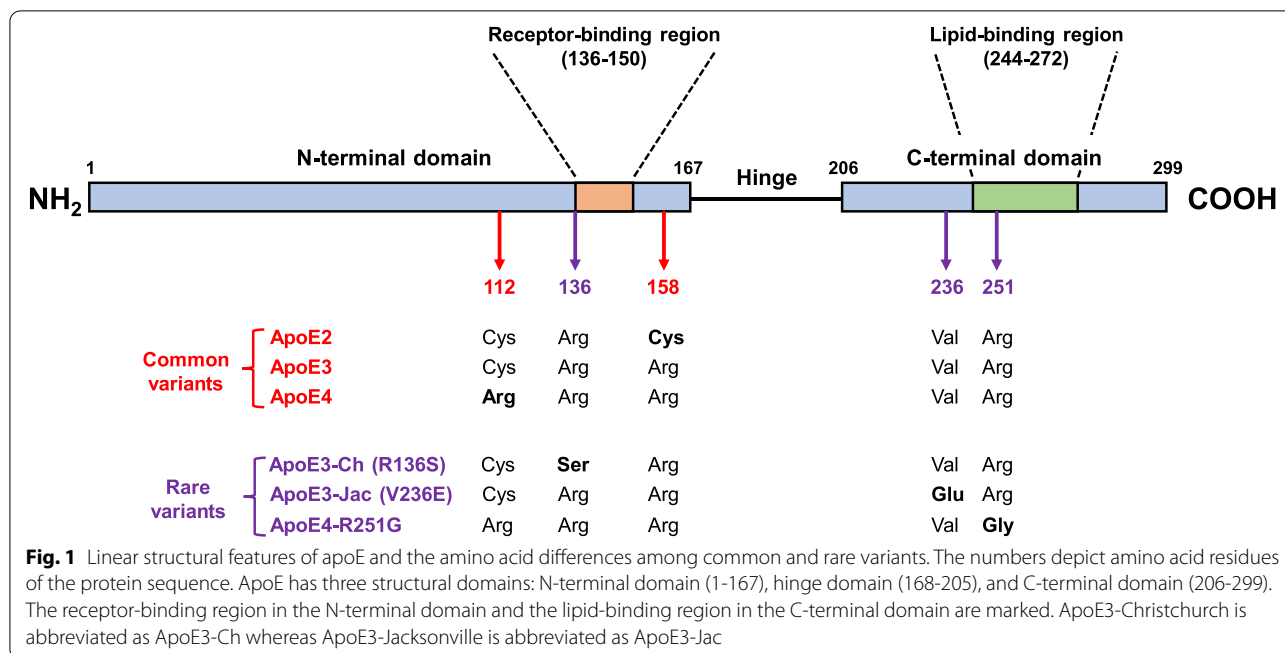 Receptor-binding region
(136-150)
Lipid-binding region
(244-272)
1
N-terminal domain
167
Hinge
206
C-terminal domain
299
NH2
COOH
112
136
158
236
251
Common
variants
ApoE2
Cys
Arg
Cys
Val
Arg
ApoE3
Cys
Arg
Arg
Val
Arg
ApoE4
Arg
Arg
Arg
Val
Arg
Rare
variants
ApoE3-Ch (R136S)
Cys
Ser
Arg
Val
Arg
ApoE3-Jac (V236E)
Cys
Arg
Arg
Glu
Arg
ApoE4-R251G
Arg
Arg
Arg
Val
Gly
Fig. 1 Linear structural features of apoE and the amino acid differences among common and rare variants. The numbers depict amino acid residues
of the protein sequence. ApoE has three structural domains: N-terminal domain (1-167), hinge domain (168-205), and C-terminal domain (206-299).
The receptor-binding region in the N-terminal domain and the lipid-binding region in the C-terminal domain are marked. ApoE3-Christchurch is
abbreviated as ApoE3-Ch whereas ApoE3-Jacksonville is abbreviated as ApoE3-Jac